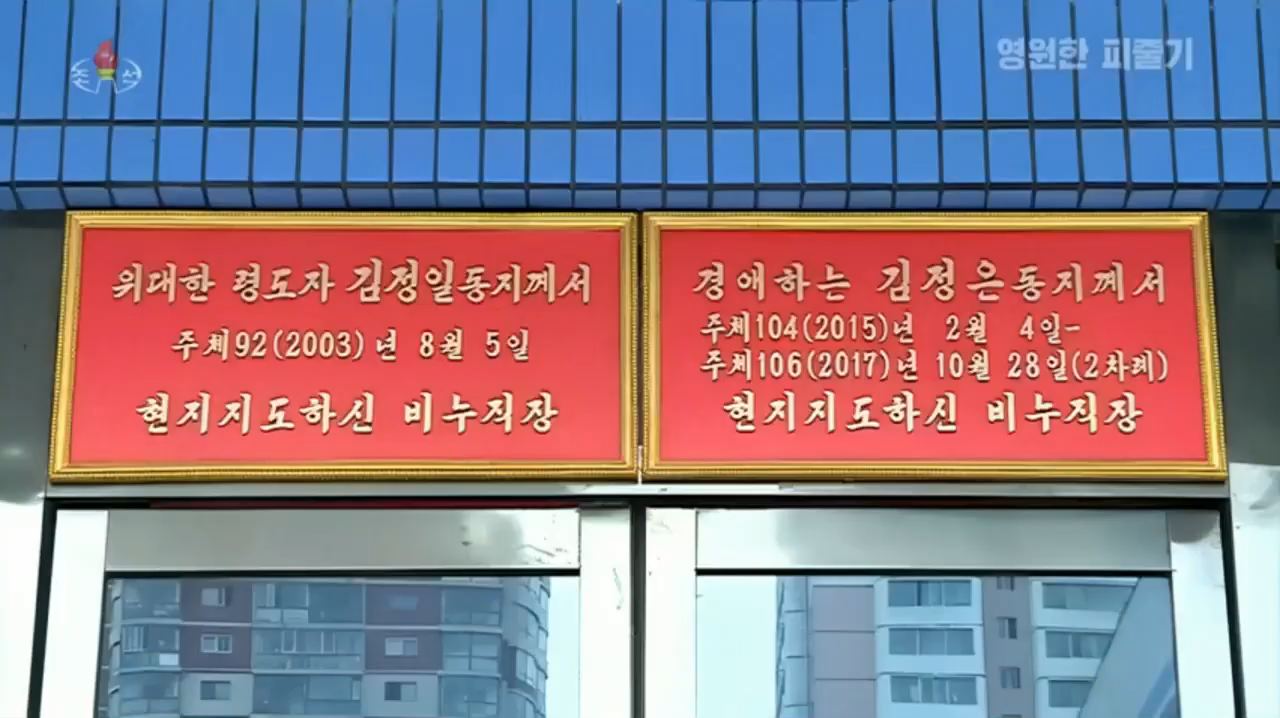 조선
영원한 피줄기
위대한 령도자 김정일동지께서
주체92(2003)년 8월 5일
현지지도하신 비누직장
경애하는 김정은동지께서
주체104(2015)년 2월 4일-
주체106(2017)년 10월 28일(2차례)
현지지도하신 비누직장